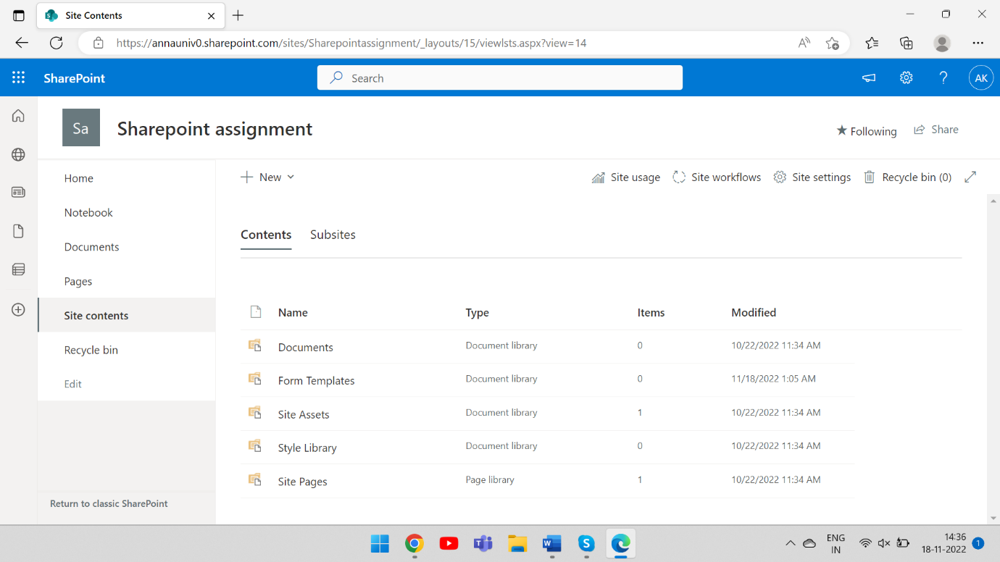 Site Contents
https://annauniv0.sharepoint.com/sites/Sharepointassignment/_layouts/15/viewlsts.aspx?view=14
SharePoint
Search
AK
Sa
Sharepoint assignment
Following
Share
Home
Notebook
Documents
Pages
Site contents
Recycle bin
Edit
Return to classic SharePoint
New
Site usage
Site workflows
Site settings
Recycle bin (0)
Contents Subsites
Name Type Items Modified
Documents Document library 0 10/22/2022 11:34 AM
Form Templates Document library 0 11/18/2022 1:05 AM
Site Assets Document library 1 10/22/2022 11:34 AM
Style Library Document library 0 10/22/2022 11:34 AM
Site Pages Page library 1 10/22/2022 11:34 AM
ENG
IN
14:36
18-11-2022
1